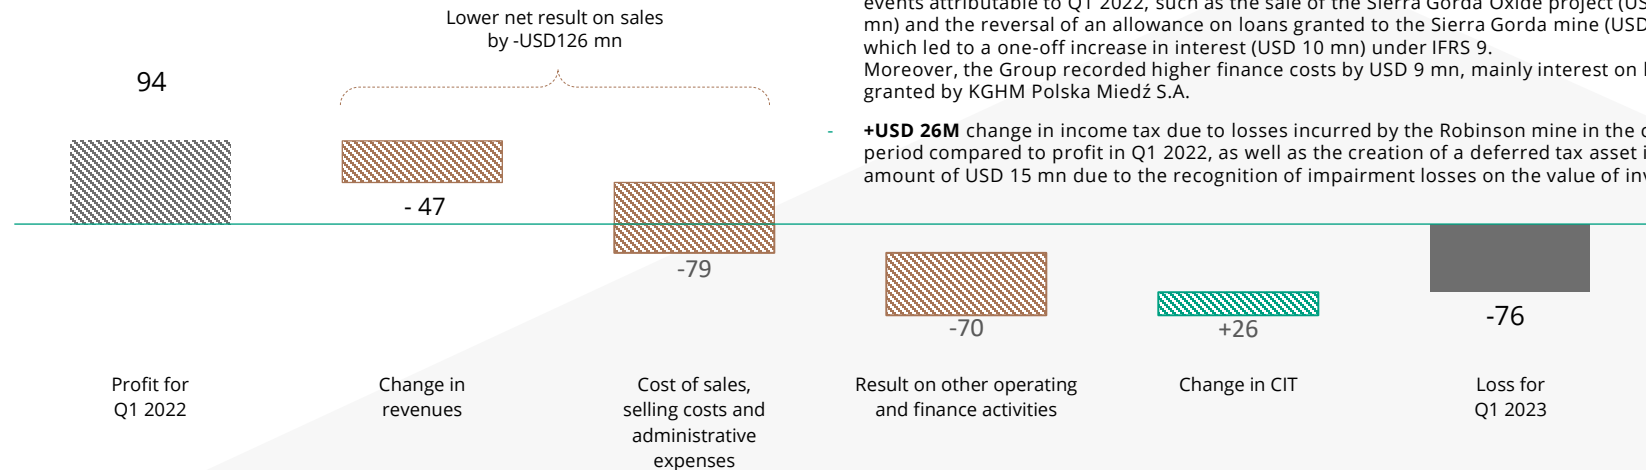 events attributable to Q1 2022, such as the sale of the Sierra Gorda Oxide project
mn) and the reversal of an allowance on loans granted to the Sierra Gorda mine (USD
which led to a one-off increase in interest (USD 10 mn) under IFRS 9.
Moreover, the Group recorded higher finance costs by USD 9 mn, mainly interest on
granted by KGHM Polska Miedź S.A.
- +USD 26M change in income tax due to losses incurred by the Robinson mine in the
period compared to profit in Q1 2022, as well as the creation of a deferred tax asset
amount of USD 15 mn due to the recognition of impairment losses on the value of
Lower net result on sales
by -USD126 mn
94
- 47
-79
-70
+26
-76
Profit for
Q1 2022
Change in
revenues
Cost of sales,
selling costs and
administrative
expenses
Result on other operating
and finance activities
Change in CIT
Loss for
Q1 2023